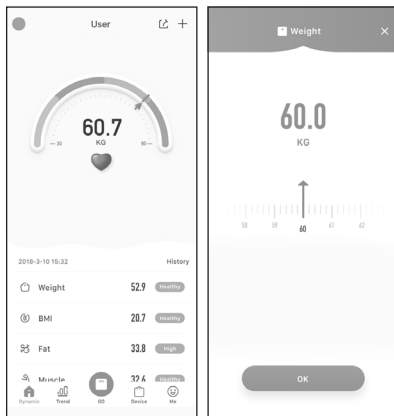 User
60.7
KG
30
80
2018-3-10 15:32 History
Weight 52.9 Healthy
BMI 20.7 Healthy
Fat 33.8 High
Muscle 32.6 Healthy
Dynamic Trend GO Device Me
Weight
60.0
KG
58 59 60 61 62
OK